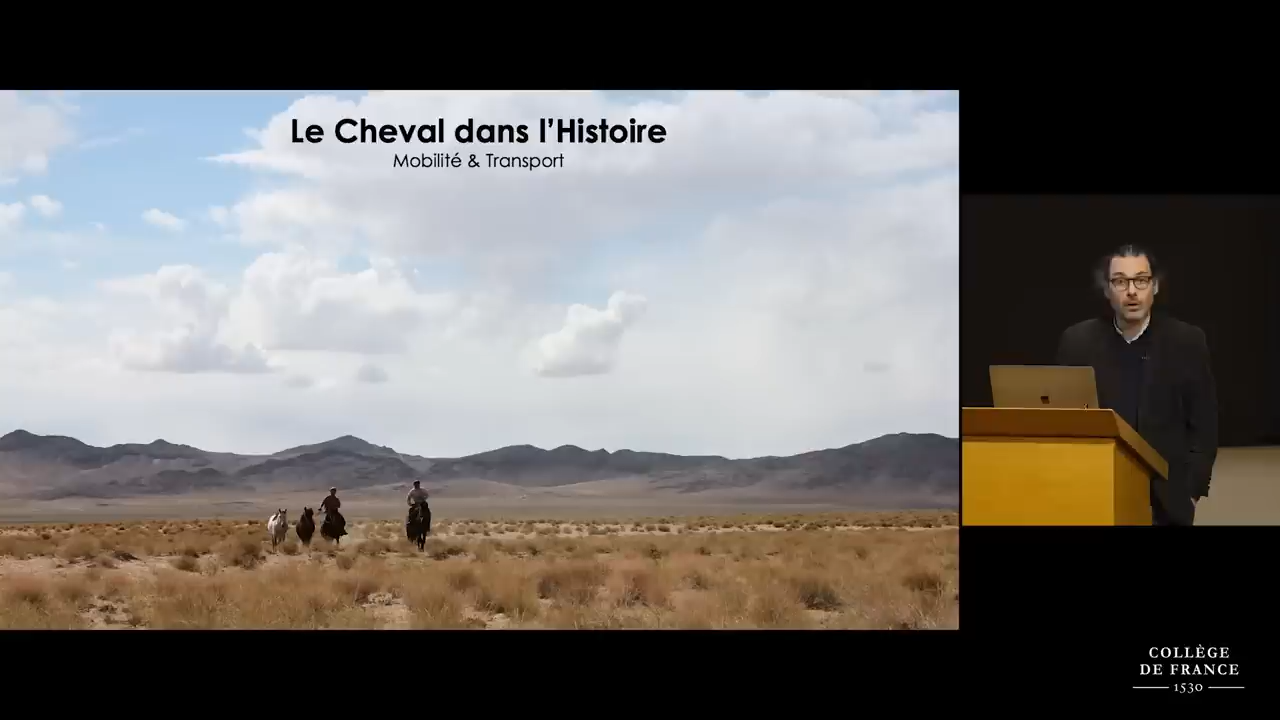 Le Cheval dans l’Histoire
Mobilité & Transport
COLLÈGE
DE FRANCE
1530